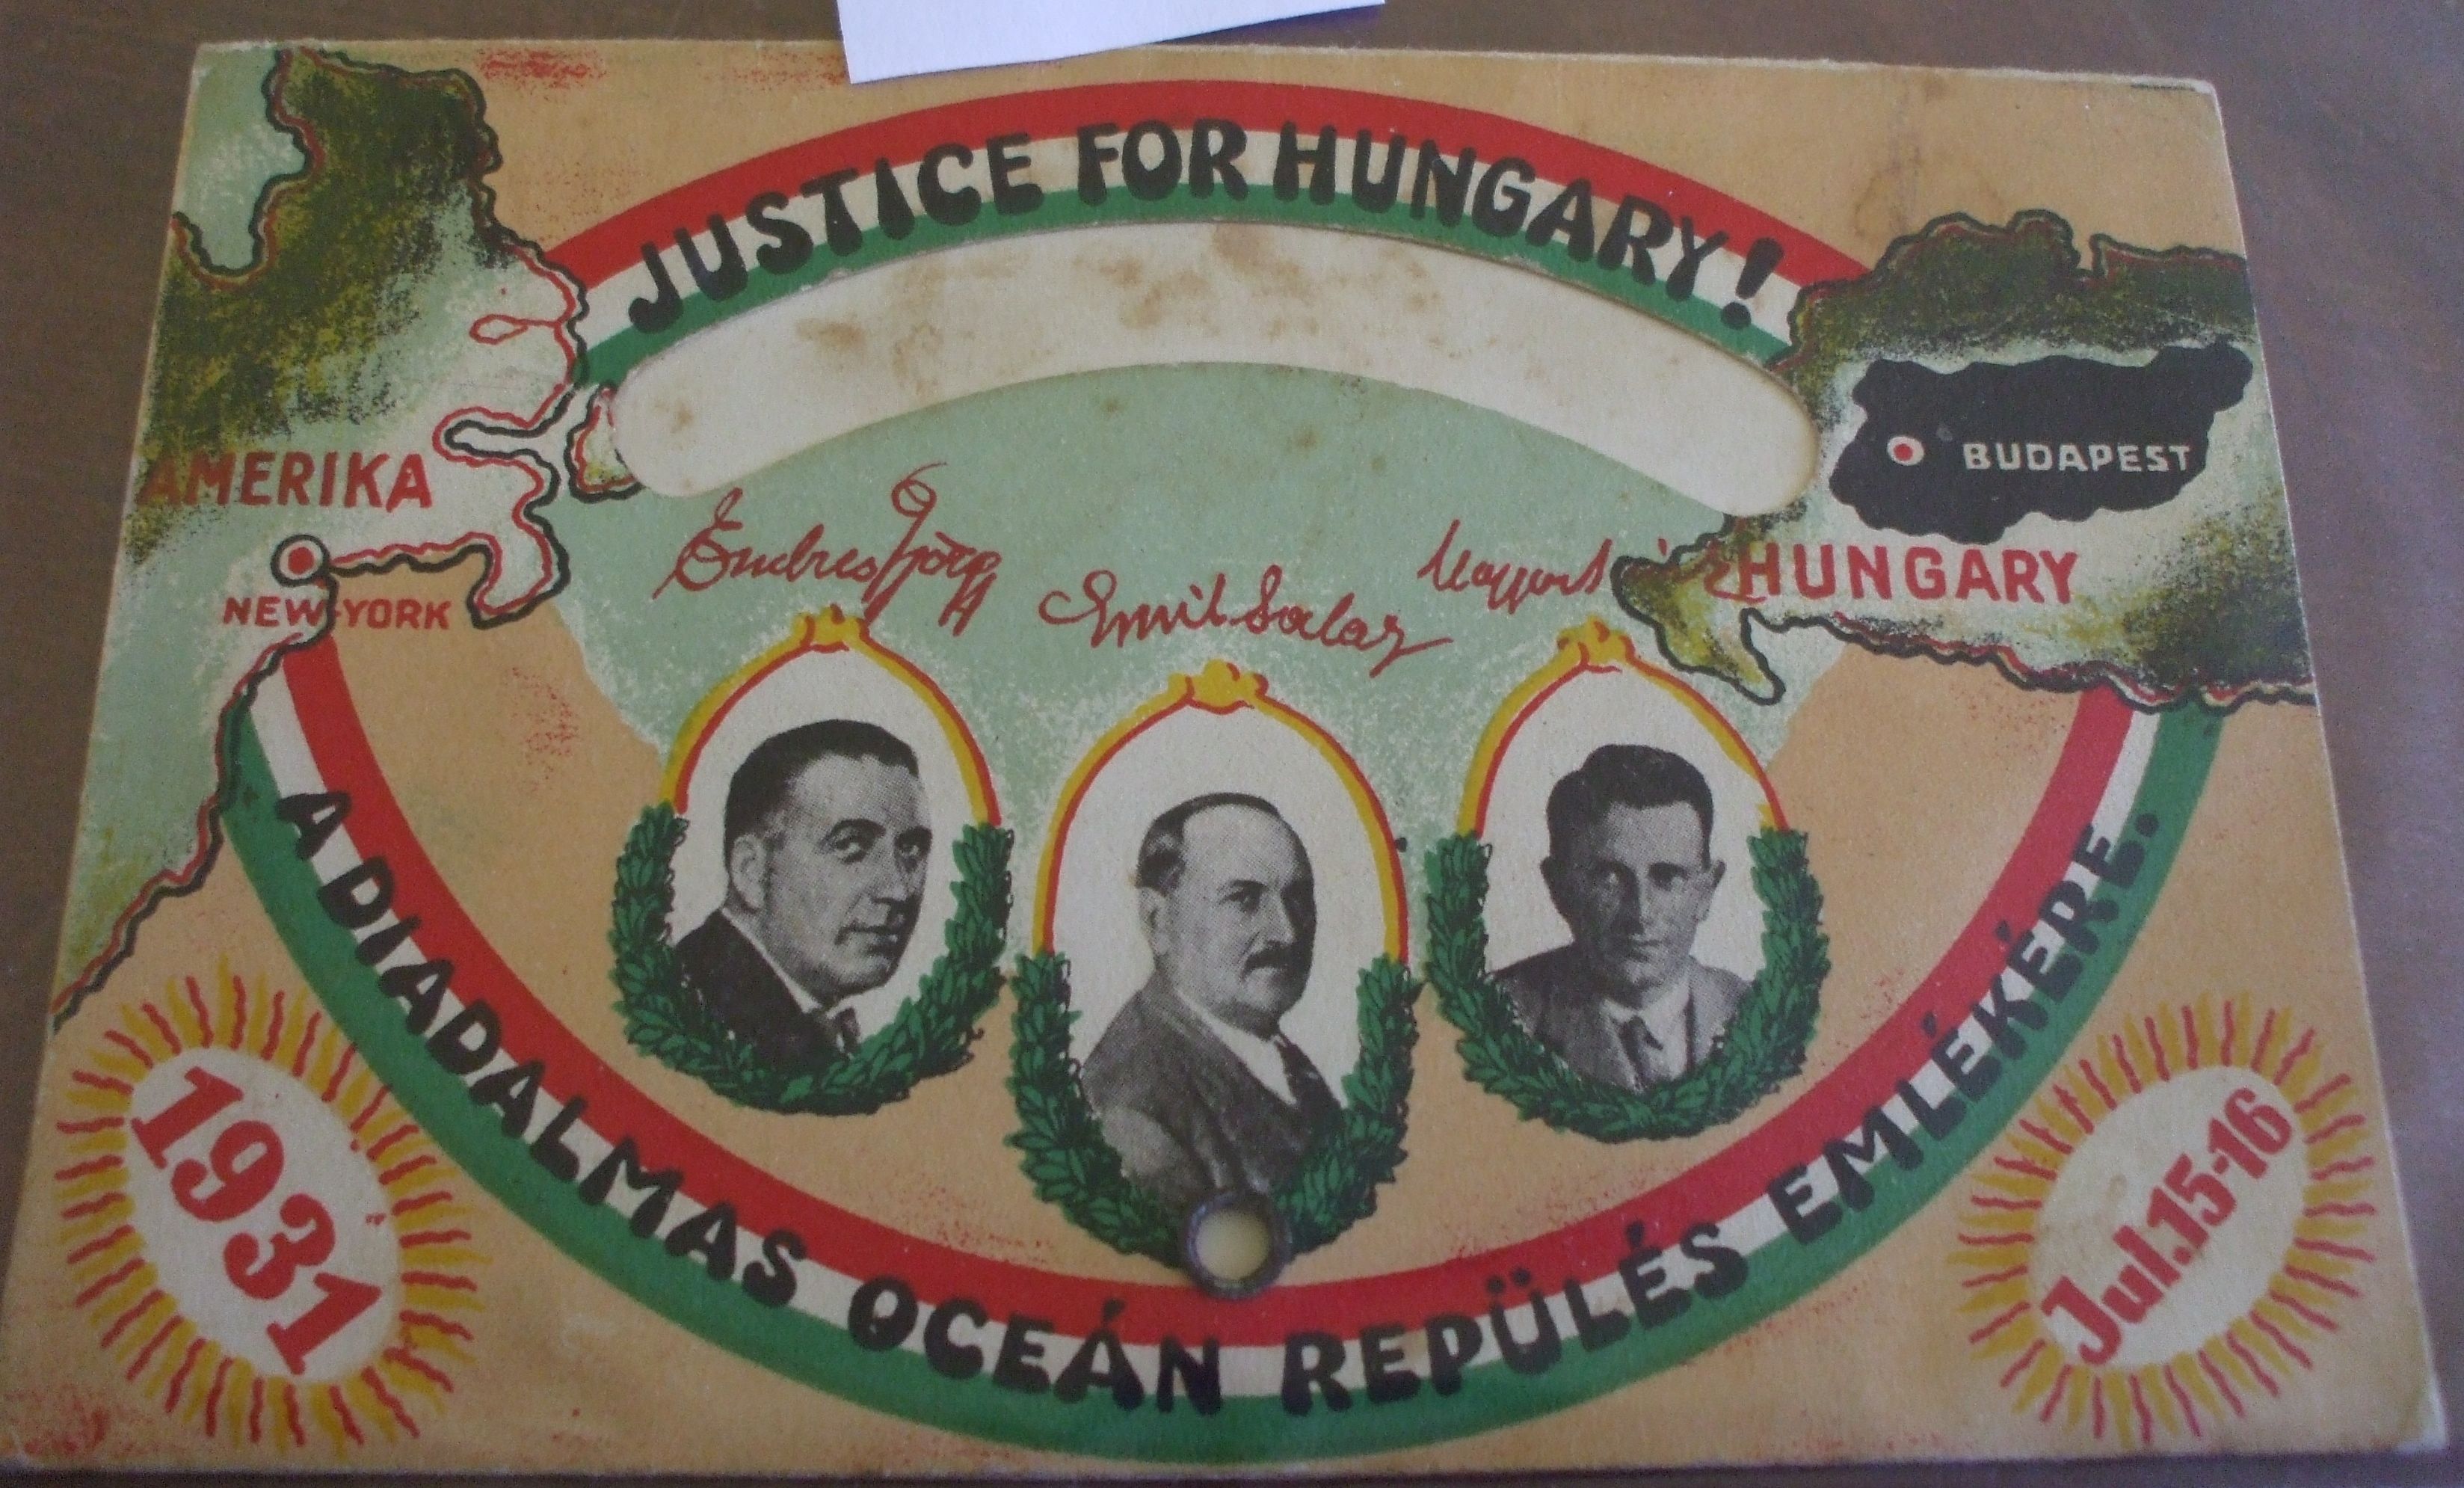 JUSTICE FOR HUNGARY!
AMERIKA
NEW-YORK
BUDAPEST
HUNGARY
Endresz György
Emil Szalay
A DIADALMAS OCEÁN REPÜLÉS EMLÉKÉRE.
1931
Jul.15-16